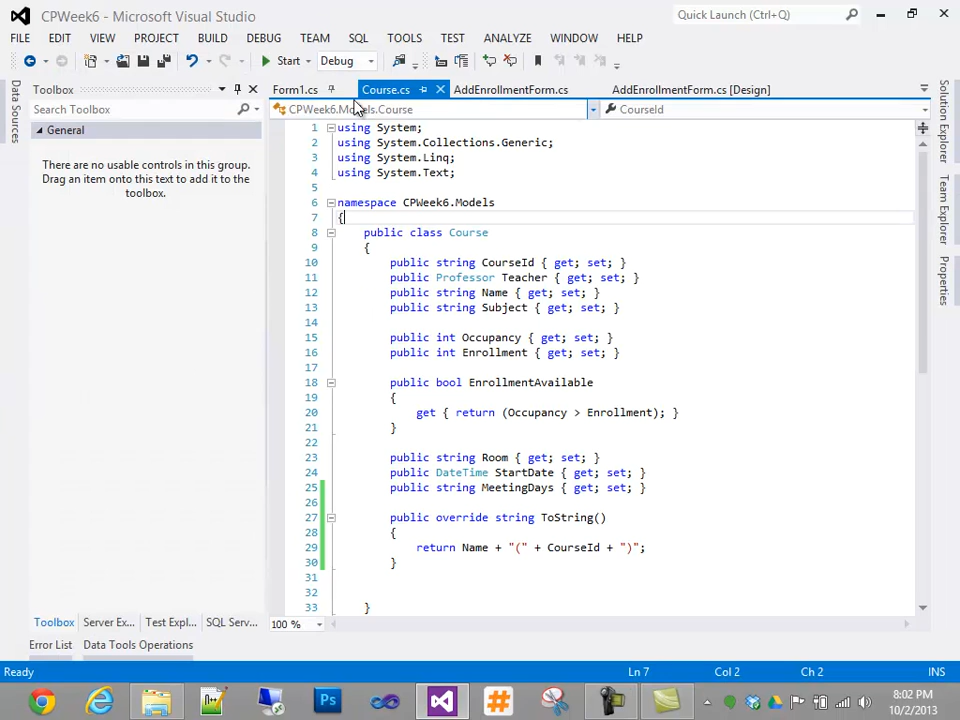 CPWeek6 - Microsoft Visual Studio
Quick Launch (Ctrl+Q)
FILE EDIT VIEW PROJECT BUILD DEBUG TEAM SQL TOOLS TEST ANALYZE WINDOW HELP
Start Debug
Data Sources
Toolbox
Search Toolbox
General
There are no usable controls in this group.
Drag an item onto this text to add it to the
toolbox.
Form1.cs Course.cs AddEnrollmentForm.cs AddEnrollmentForm.cs [Design]
CPWeek6.Models.Course CourseId
1 using System;
2 using System.Collections.Generic;
3 using System.Linq;
4 using System.Text;
5
6 namespace CPWeek6.Models
7 {
8 public class Course
9 {
10 public string CourseId { get; set; }
11 public Professor Teacher { get; set; }
12 public string Name { get; set; }
13 public string Subject { get; set; }
14
15 public int Occupancy { get; set; }
16 public int Enrollment { get; set; }
17
18 public bool EnrollmentAvailable
19 {
20 get { return (Occupancy > Enrollment); }
21 }
22
23 public string Room { get; set; }
24 public DateTime StartDate { get; set; }
25 public string MeetingDays { get; set; }
26
27 public override string ToString()
28 {
29 return Name + "(" + CourseId + ")";
30 }
31
32
33 }
100 %
Solution Explorer
Team Explorer
Properties
Toolbox Server Ex... Test Expl... SQL Serv...
Error List Data Tools Operations
Ready Ln 7 Col 2 Ch 2 INS
Ps
8:02 PM
10/2/2013